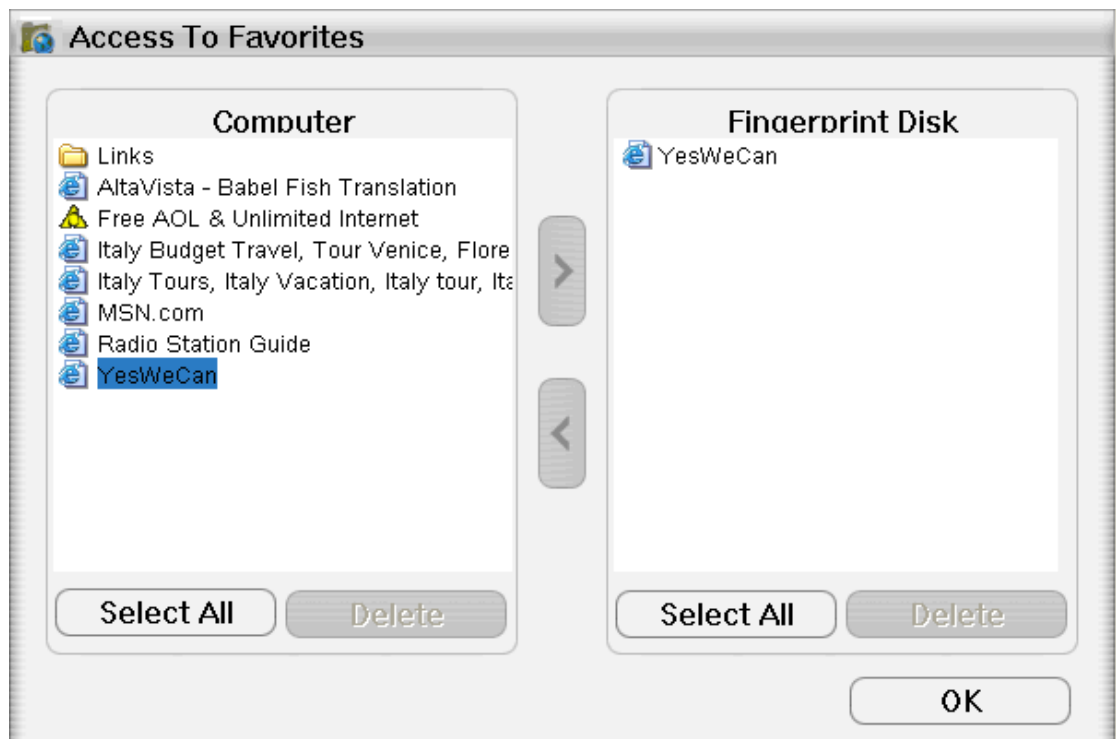 Access To Favorites
Computer
Links
AltaVista - Babel Fish Translation
Free AOL & Unlimited Internet
Italy Budget Travel, Tour Venice, Flore
Italy Tours, Italy Vacation, Italy tour, Ita
MSN.com
Radio Station Guide
YesWeCan
Select All
Delete
Fingerprint Disk
YesWeCan
Select All
Delete
OK